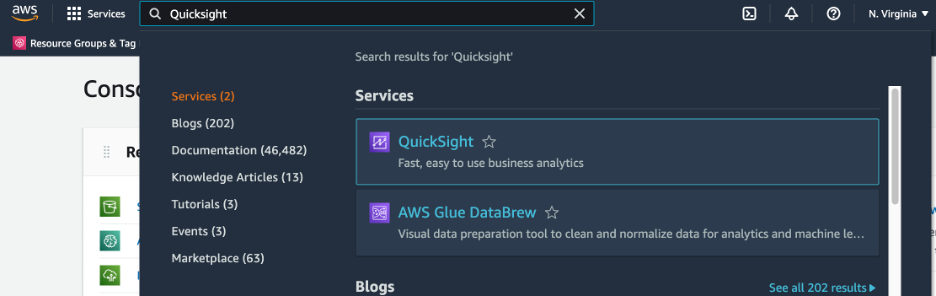 aws
Services
Quicksight
N. Virginia
Resource Groups & Tag
Search results for 'Quicksight'
Conso
Services (2)
Blogs (202)
Documentation (46,482)
Knowledge Articles (13)
Tutorials (3)
Events (3)
Marketplace (63)
Services
QuickSight
Fast, easy to use business analytics
AWS Glue DataBrew
Visual data preparation tool to clean and normalize data for analytics and machine le...
Blogs
See all 202 results
Re